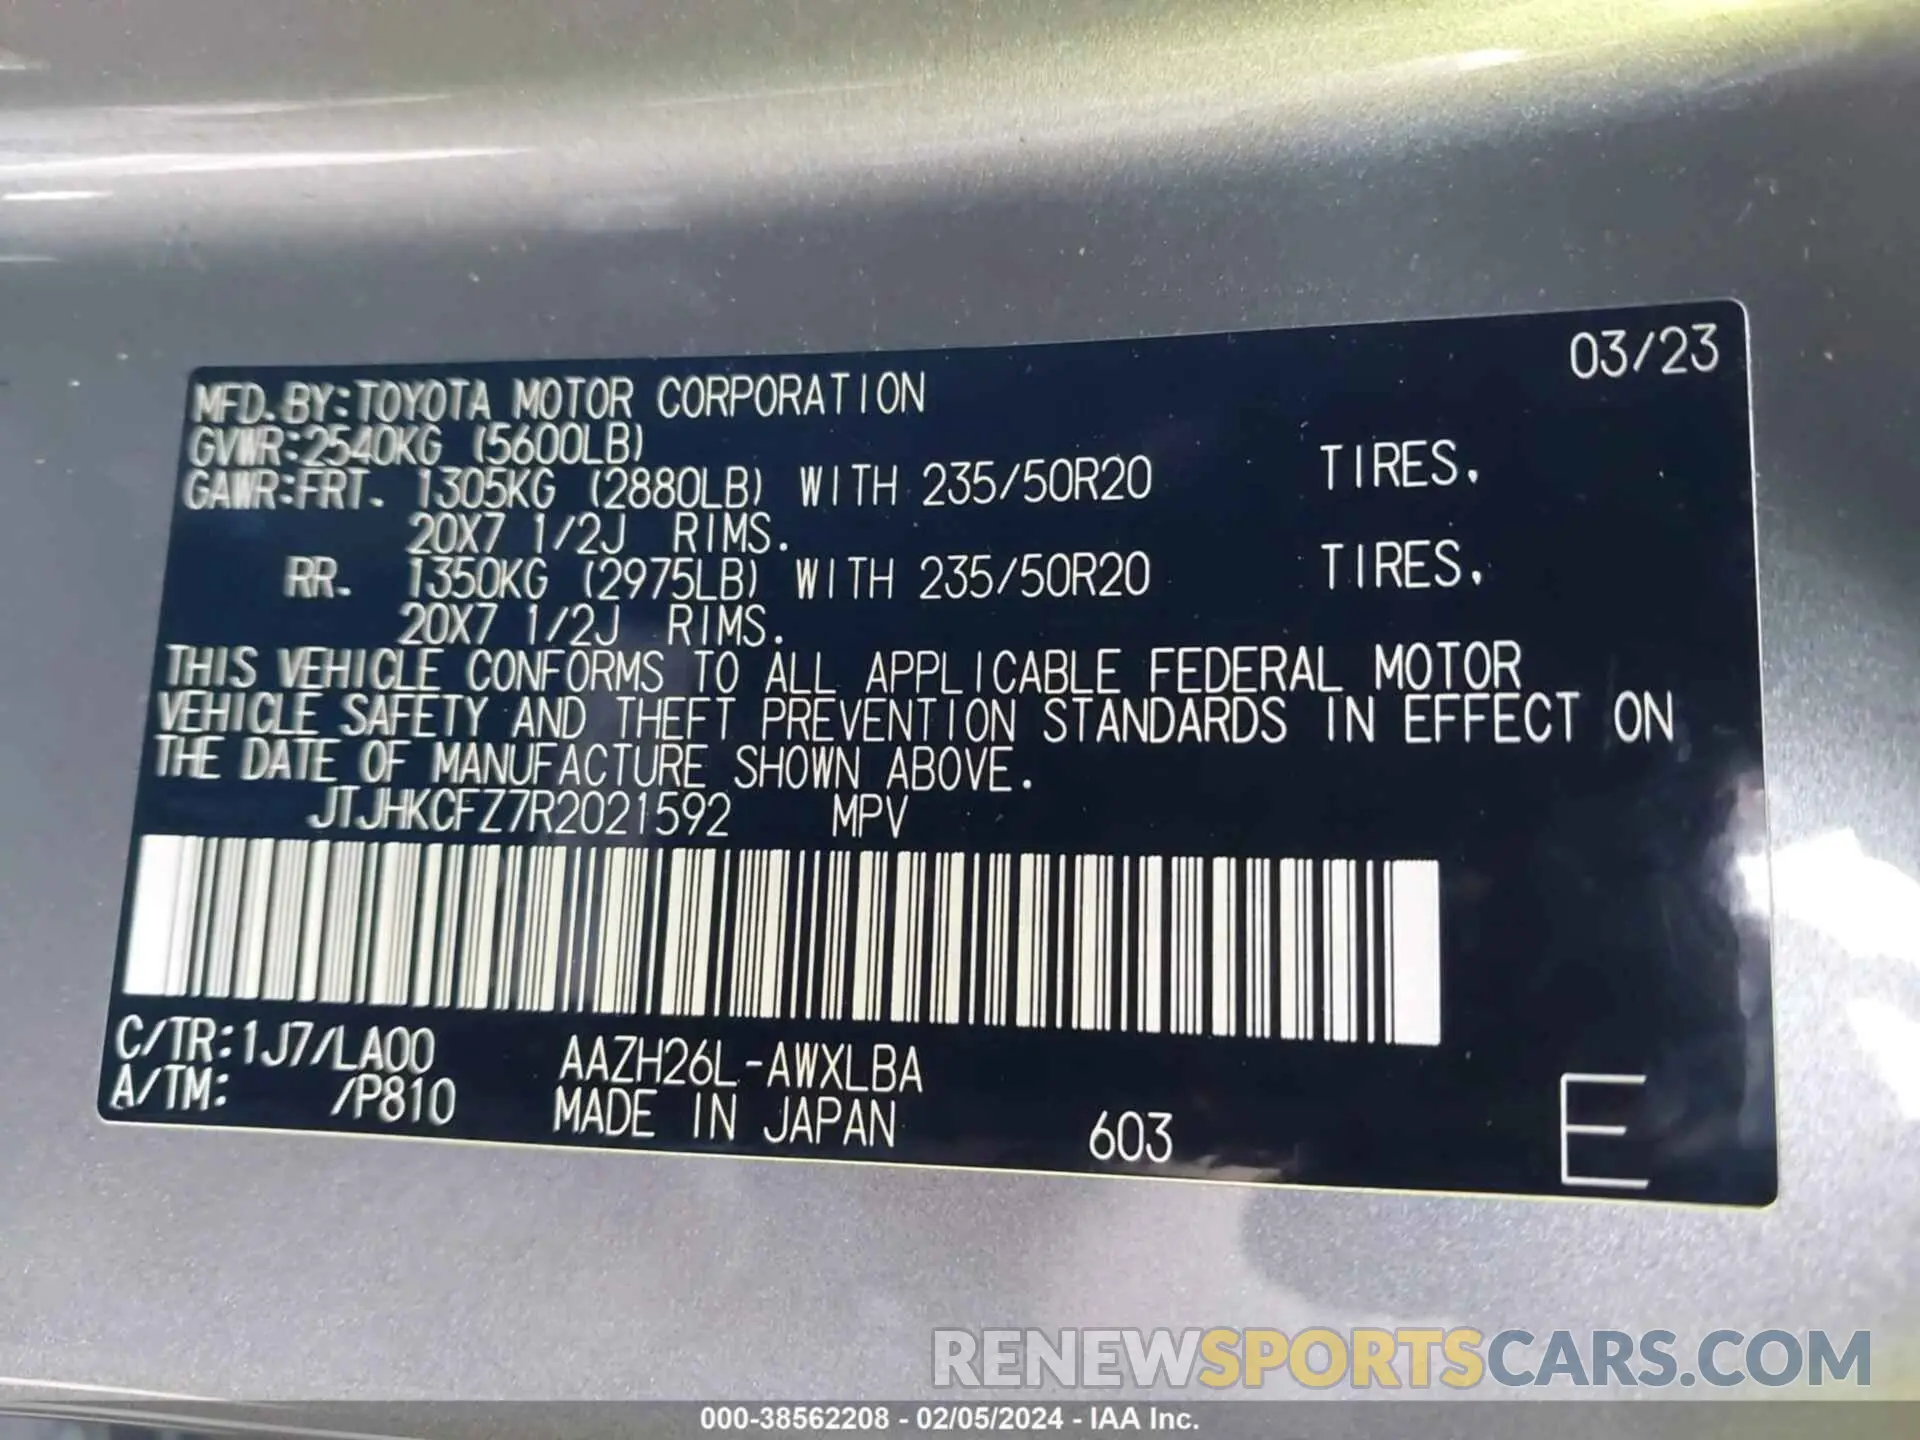 03/23
MFD. BY:TOYOTA MOTOR CORPORATION
GVWR:2540KG (5600LB)
GAWR:FRT. 1305KG (2880LB) WITH 235/50R20 TIRES,
20X7 1/2J RIMS.
RR. 1350KG (2975LB) WITH 235/50R20 TIRES,
20X7 1/2J RIMS.
THIS VEHICLE CONFORMS TO ALL APPLICABLE FEDERAL MOTOR
VEHICLE SAFETY AND THEFT PREVENTION STANDARDS IN EFFECT ON
THE DATE OF MANUFACTURE SHOWN ABOVE.
JTJHKCFZ7R2021592 MPV
C/TR:1J7/LA00 AAZH26L-AWXLBA
A/TM: /P810 MADE IN JAPAN 603 E
RENEWSPORTSCARS.COM
000-38562208 - 02/05/2024 - IAA Inc.